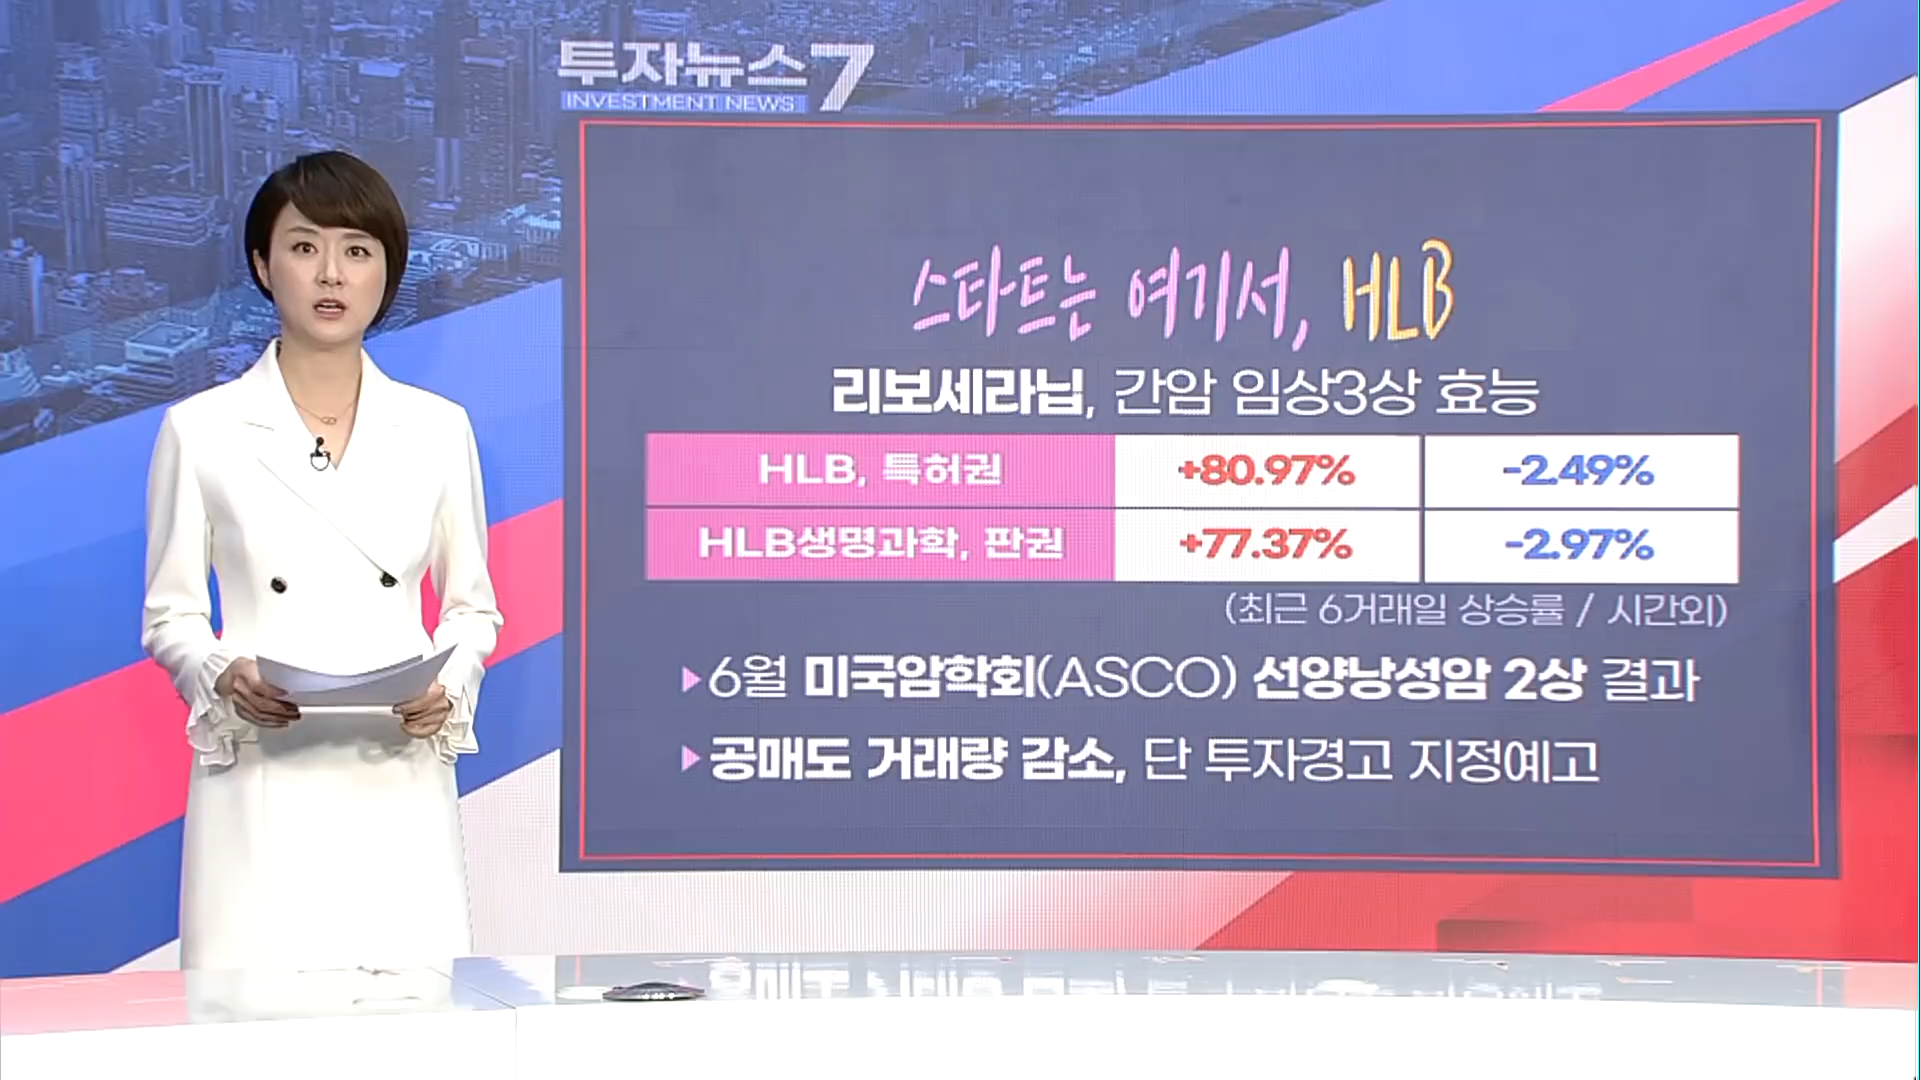 투자뉴스7
INVESTMENT NEWS
스타트는 여기서, HLB
리보세라닙, 간암 임상3상 효능
HLB, 특허권 +80.97% -2.49%
HLB생명과학, 판권 +77.37% -2.97%
(최근 6거래일 상승률 / 시간외)
▶6월 미국암학회(ASCO) 선양낭성암 2상 결과
▶공매도 거래량 감소, 단 투자경고 지정예고